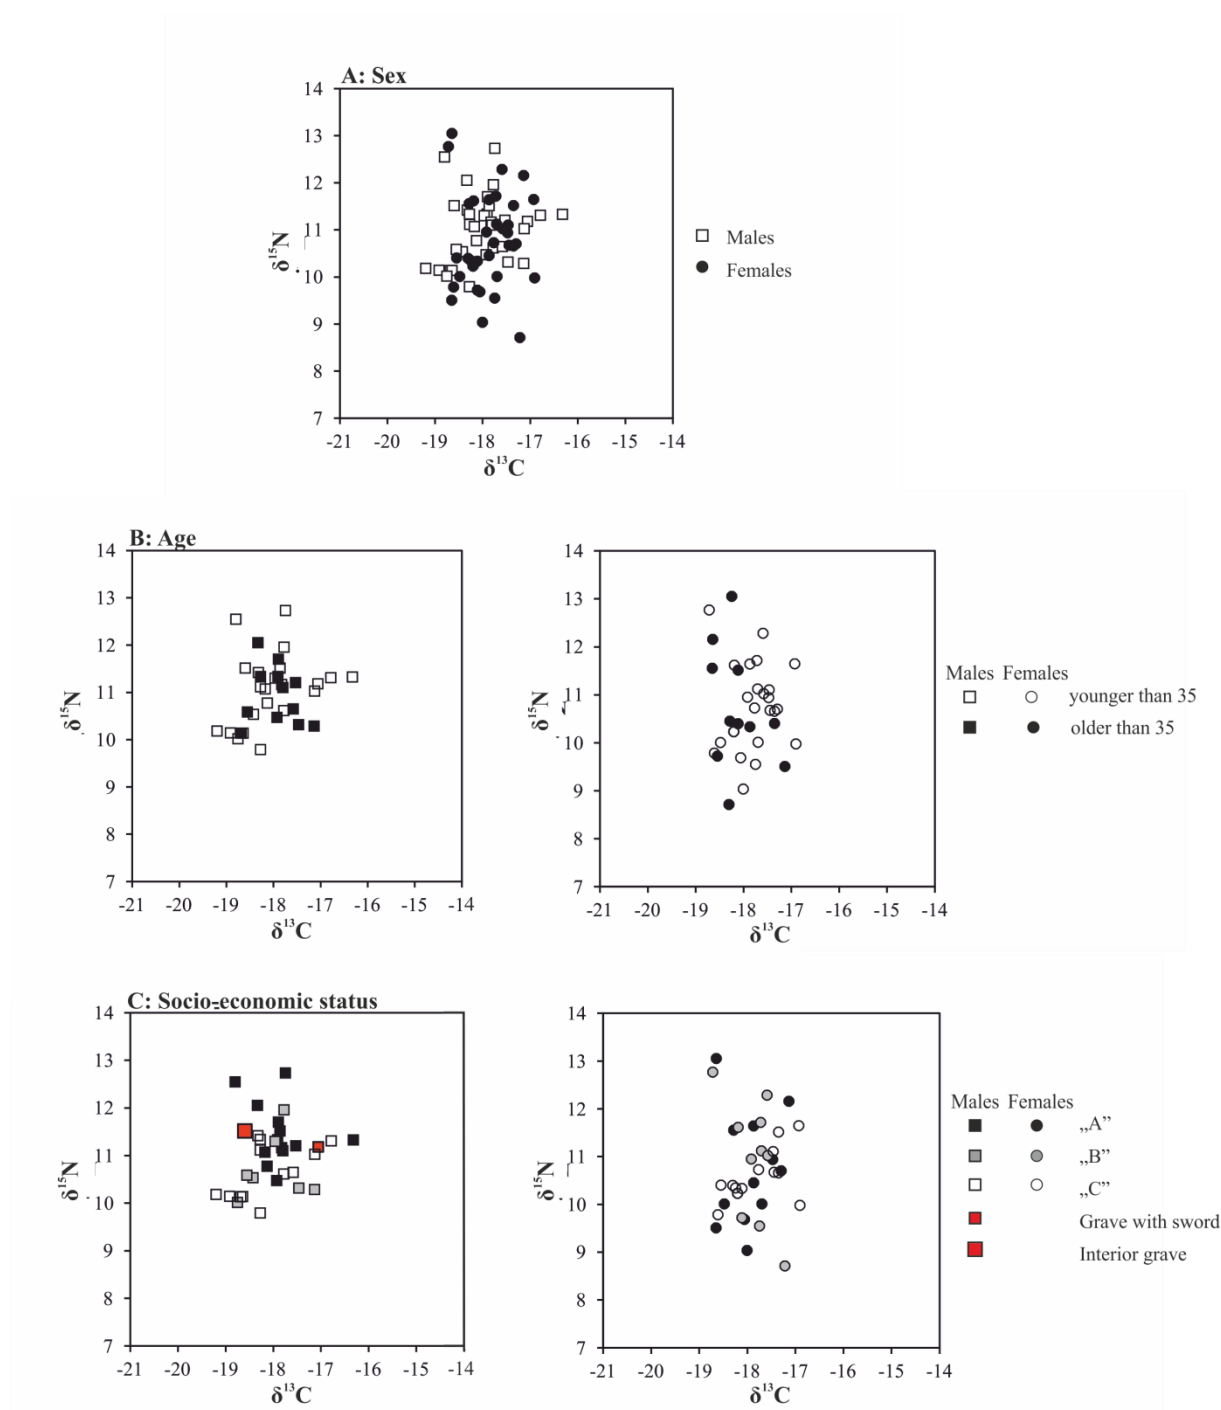 A: Sex
14
13
12
11
10
9
8
7
δ¹⁵N
-21 -20 -19 -18 -17 -16 -15 -14
δ¹³C
Males
Females
B: Age
14
13
12
11
10
9
8
7
δ¹⁵N
-21 -20 -19 -18 -17 -16 -15 -14
δ¹³C
14
13
12
11
10
9
8
7
δ¹⁵N
-21 -20 -19 -18 -17 -16 -15 -14
δ¹³C
Males Females
younger than 35
older than 35
C: Socio-economic status
14
13
12
11
10
9
8
7
δ¹⁵N
-21 -20 -19 -18 -17 -16 -15 -14
δ¹³C
14
13
12
11
10
9
8
7
δ¹⁵N
-21 -20 -19 -18 -17 -16 -15 -14
δ¹³C
Males Females
„A”
„B”
„C”
Grave with sword
Interior grave